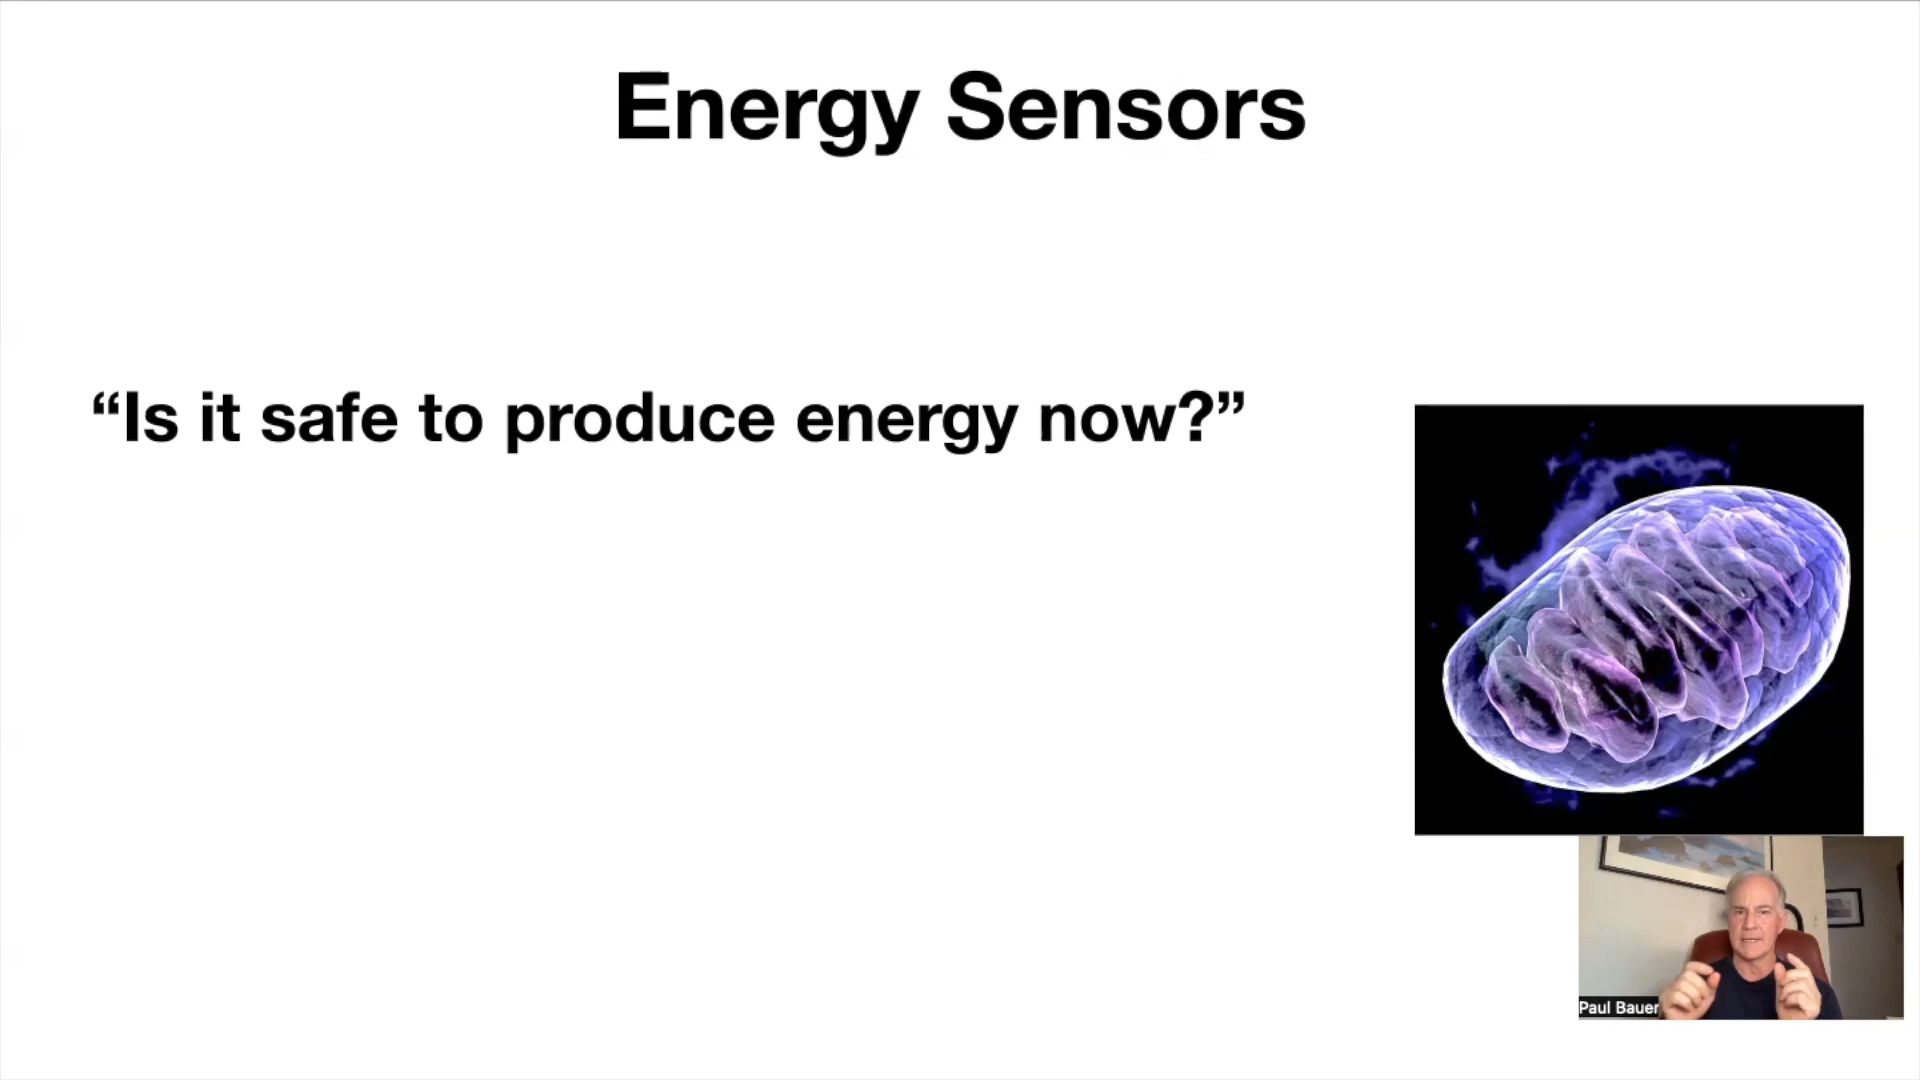 Energy Sensors
“Is it safe to produce energy now?”
Paul Bauer